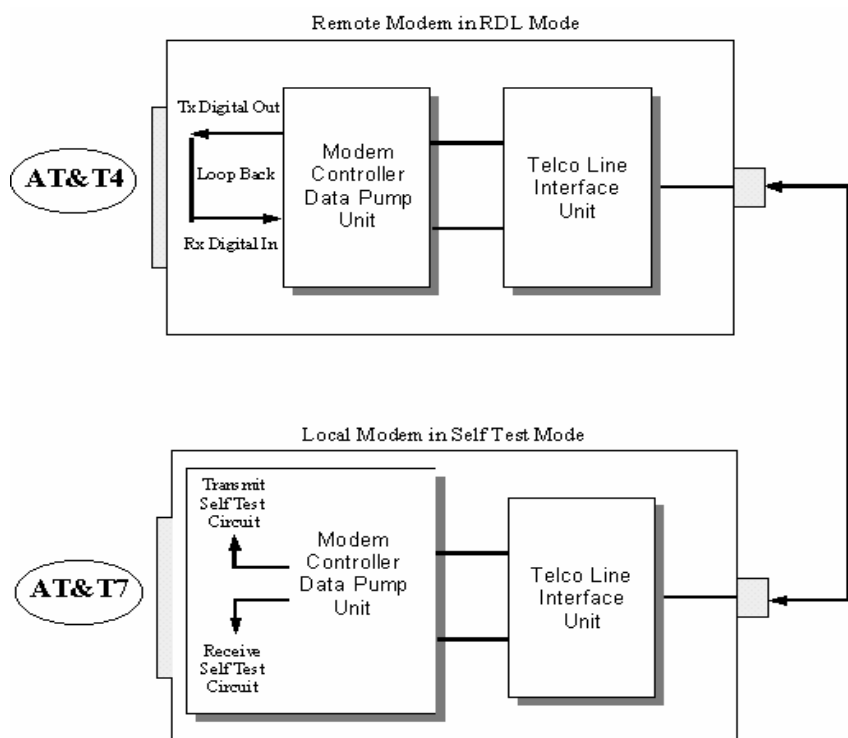 Remote Modem in RDL Mode
Tx Digital Out
AT&T4
Loop Back
Rx Digital In
Modem
Controller
Data Pump
Unit
Telco Line
Interface
Unit
Local Modem in Self Test Mode
Transmit
Self Test
Circuit
AT&T7
Receive
Self Test
Circuit
Modem
Controller
Data Pump
Unit
Telco Line
Interface
Unit